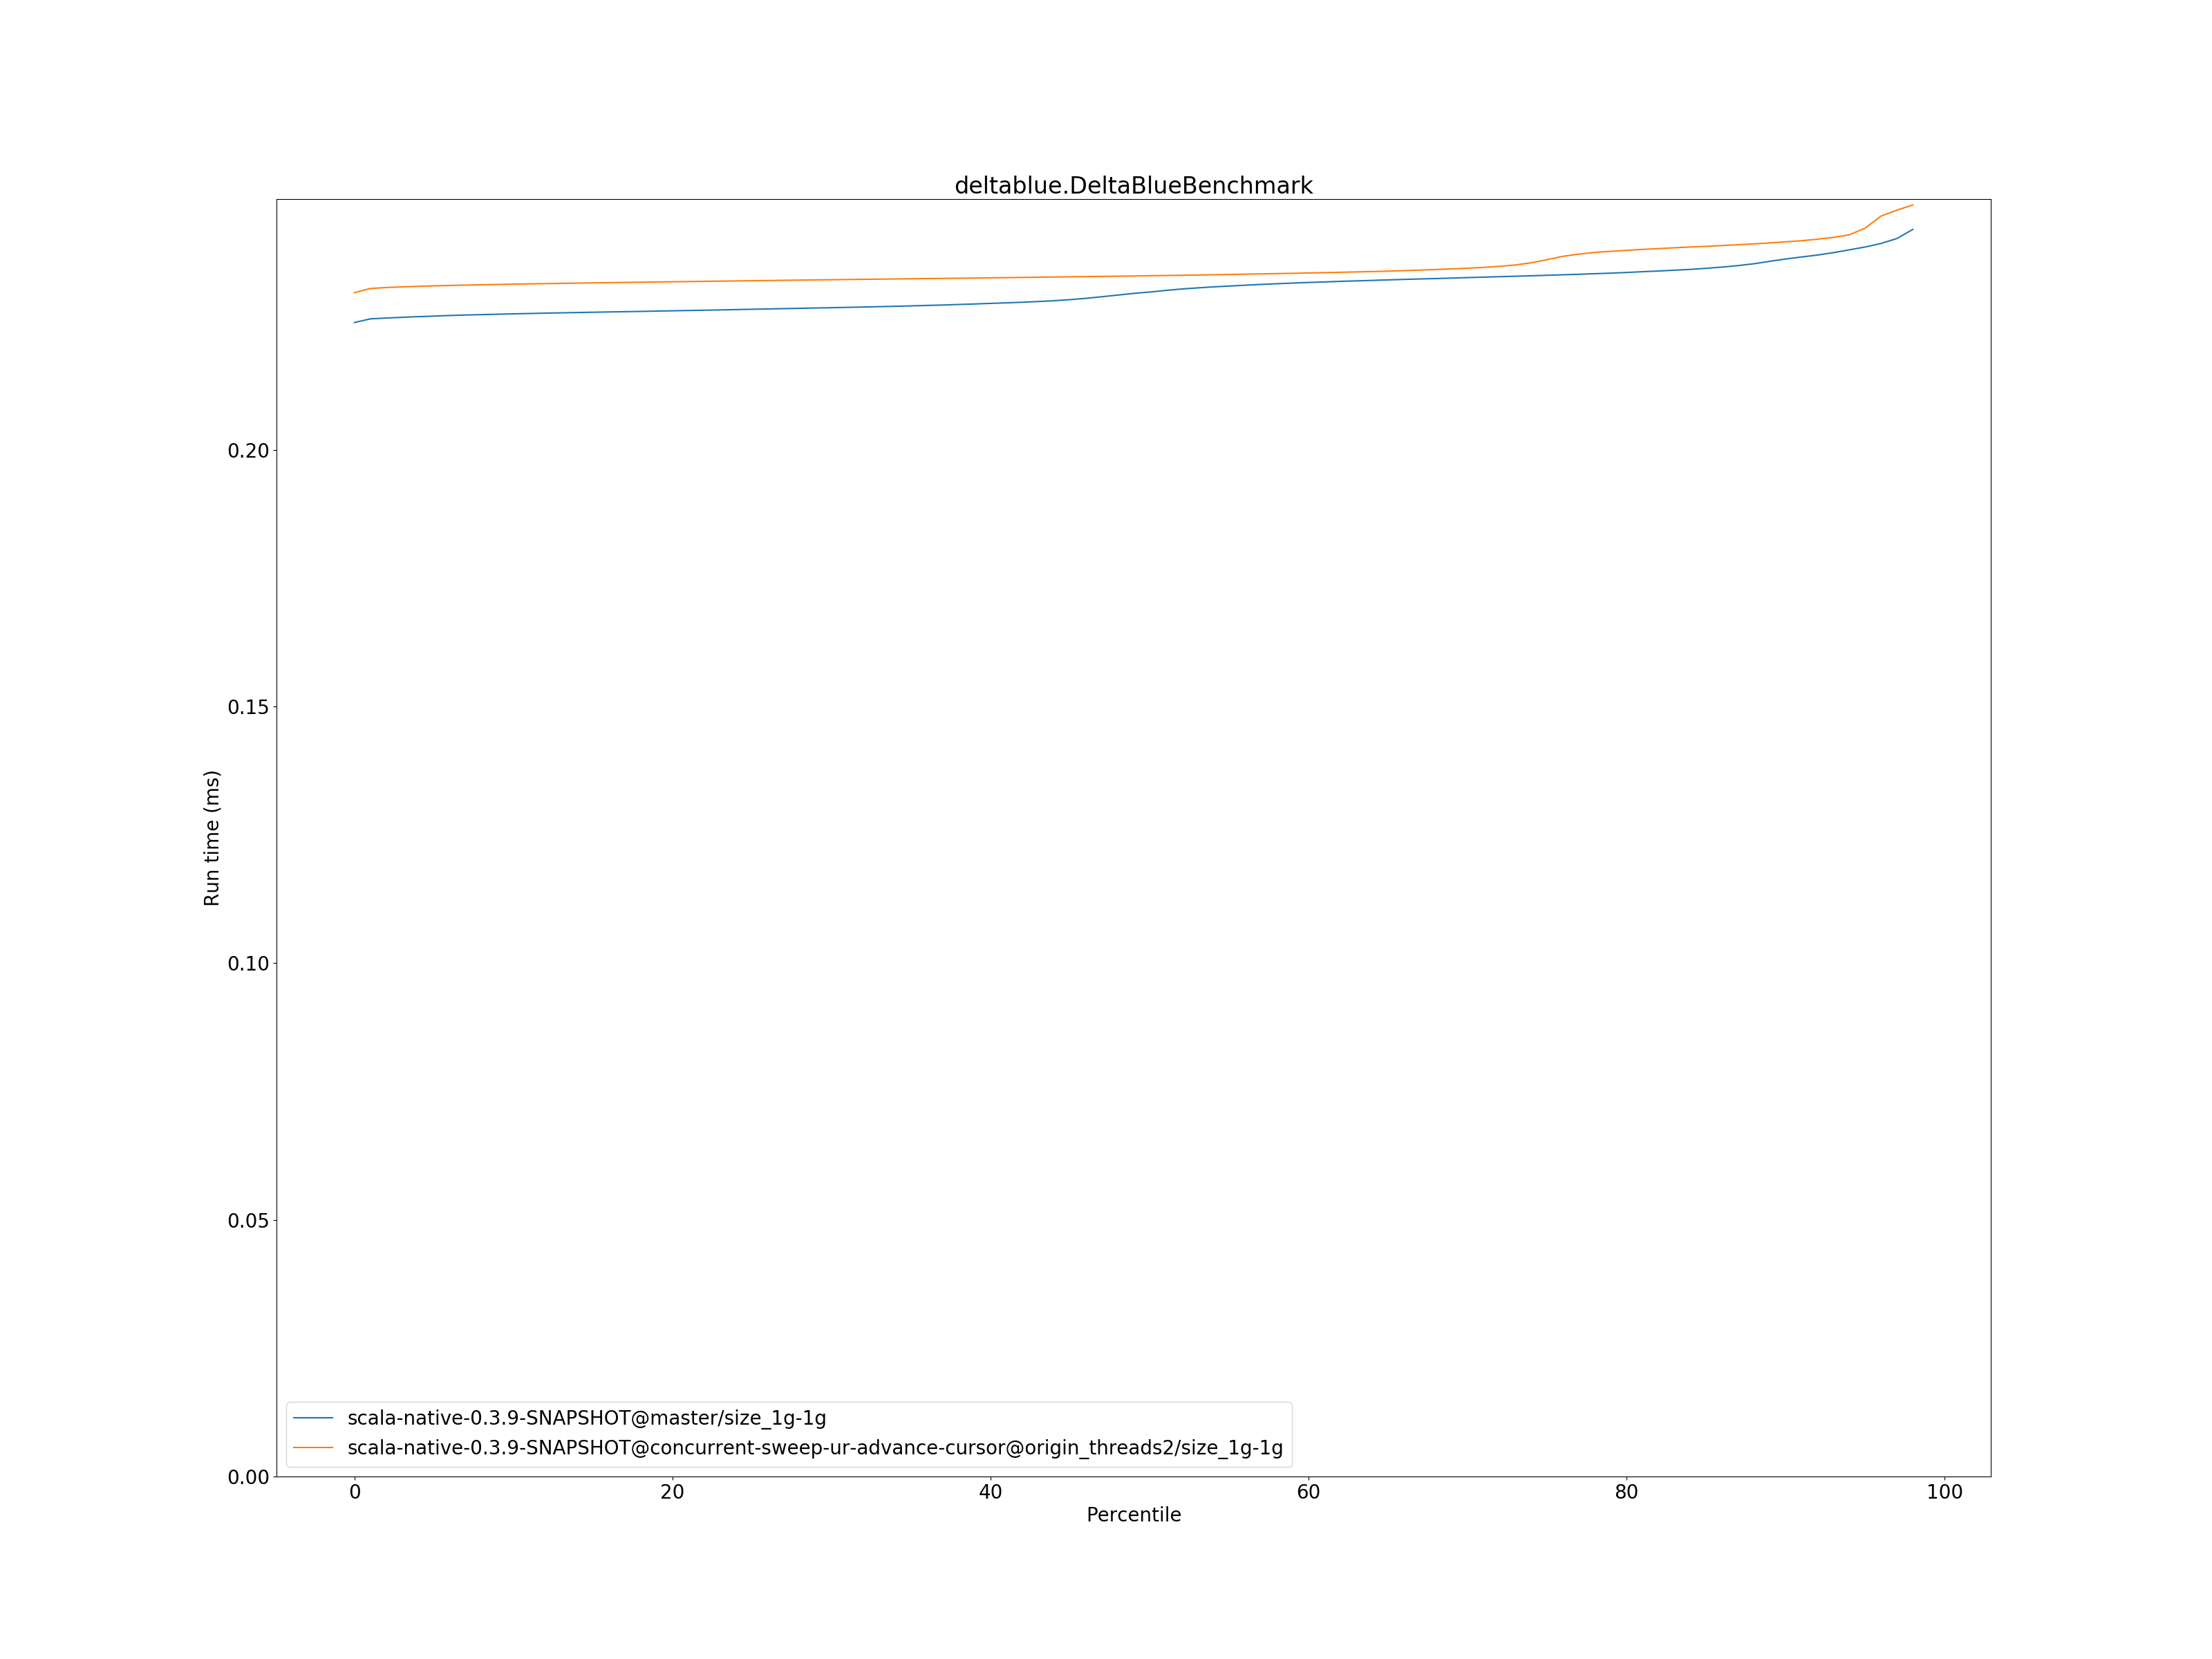 deltablue.DeltaBlueBenchmark
Run time (ms)
0.20
0.15
0.10
0.05
0.00
scala-native-0.3.9-SNAPSHOT@master/size_1g-1g
scala-native-0.3.9-SNAPSHOT@concurrent-sweep-ur-advance-cursor@origin_threads2/size_1g-1g
0 20 40 60 80 100
Percentile